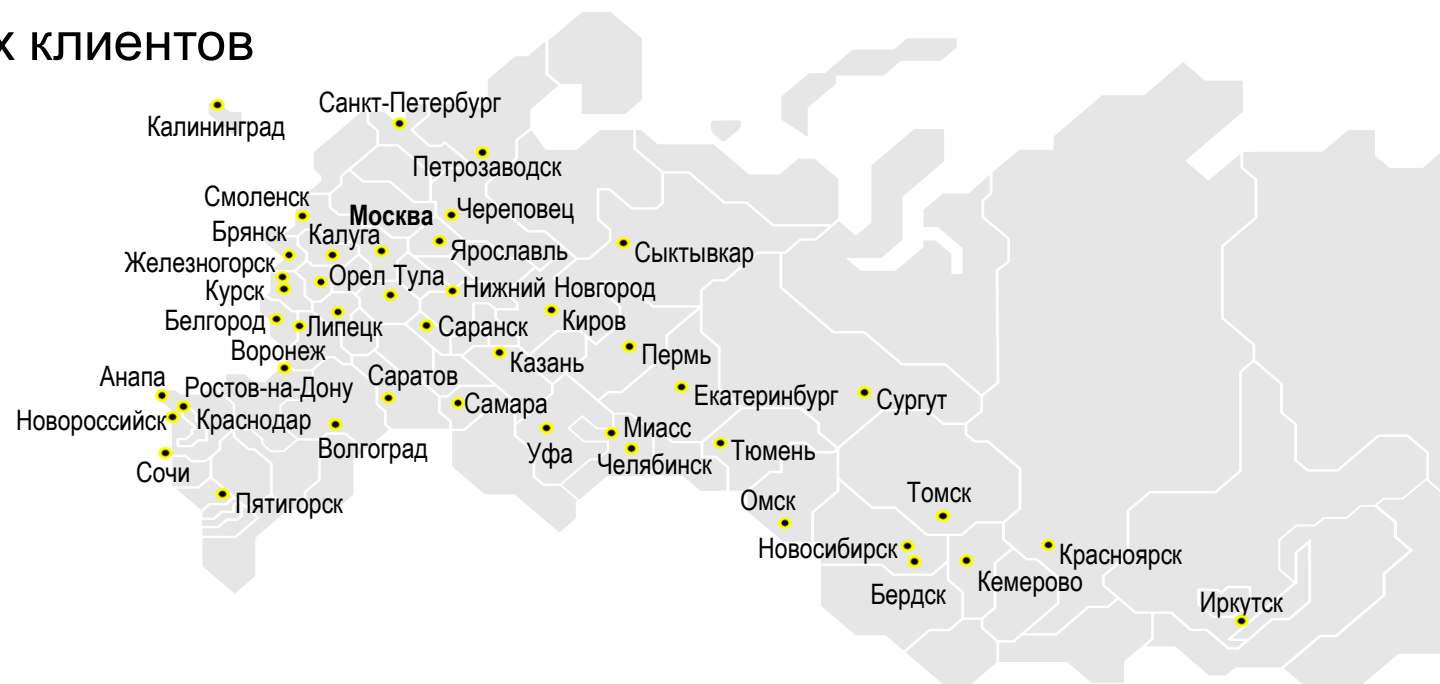 х клиентов
Санкт-Петербург
Калининград
Петрозаводск
Смоленск
Москва
Череповец
Брянск
Калуга
Ярославль
Сыктывкар
Железногорск
Орел
Тула
Нижний Новгород
Курск
Белгород
Липецк
Саранск
Киров
Воронеж
Казань
Пермь
Анапа
Ростов-на-Дону
Саратов
Екатеринбург
Сургут
Самара
Новороссийск
Краснодар
Миасс
Волгоград
Уфа
Челябинск
Тюмень
Сочи
Пятигорск
Омск
Томск
Новосибирск
Красноярск
Бердск
Кемерово
Иркутск